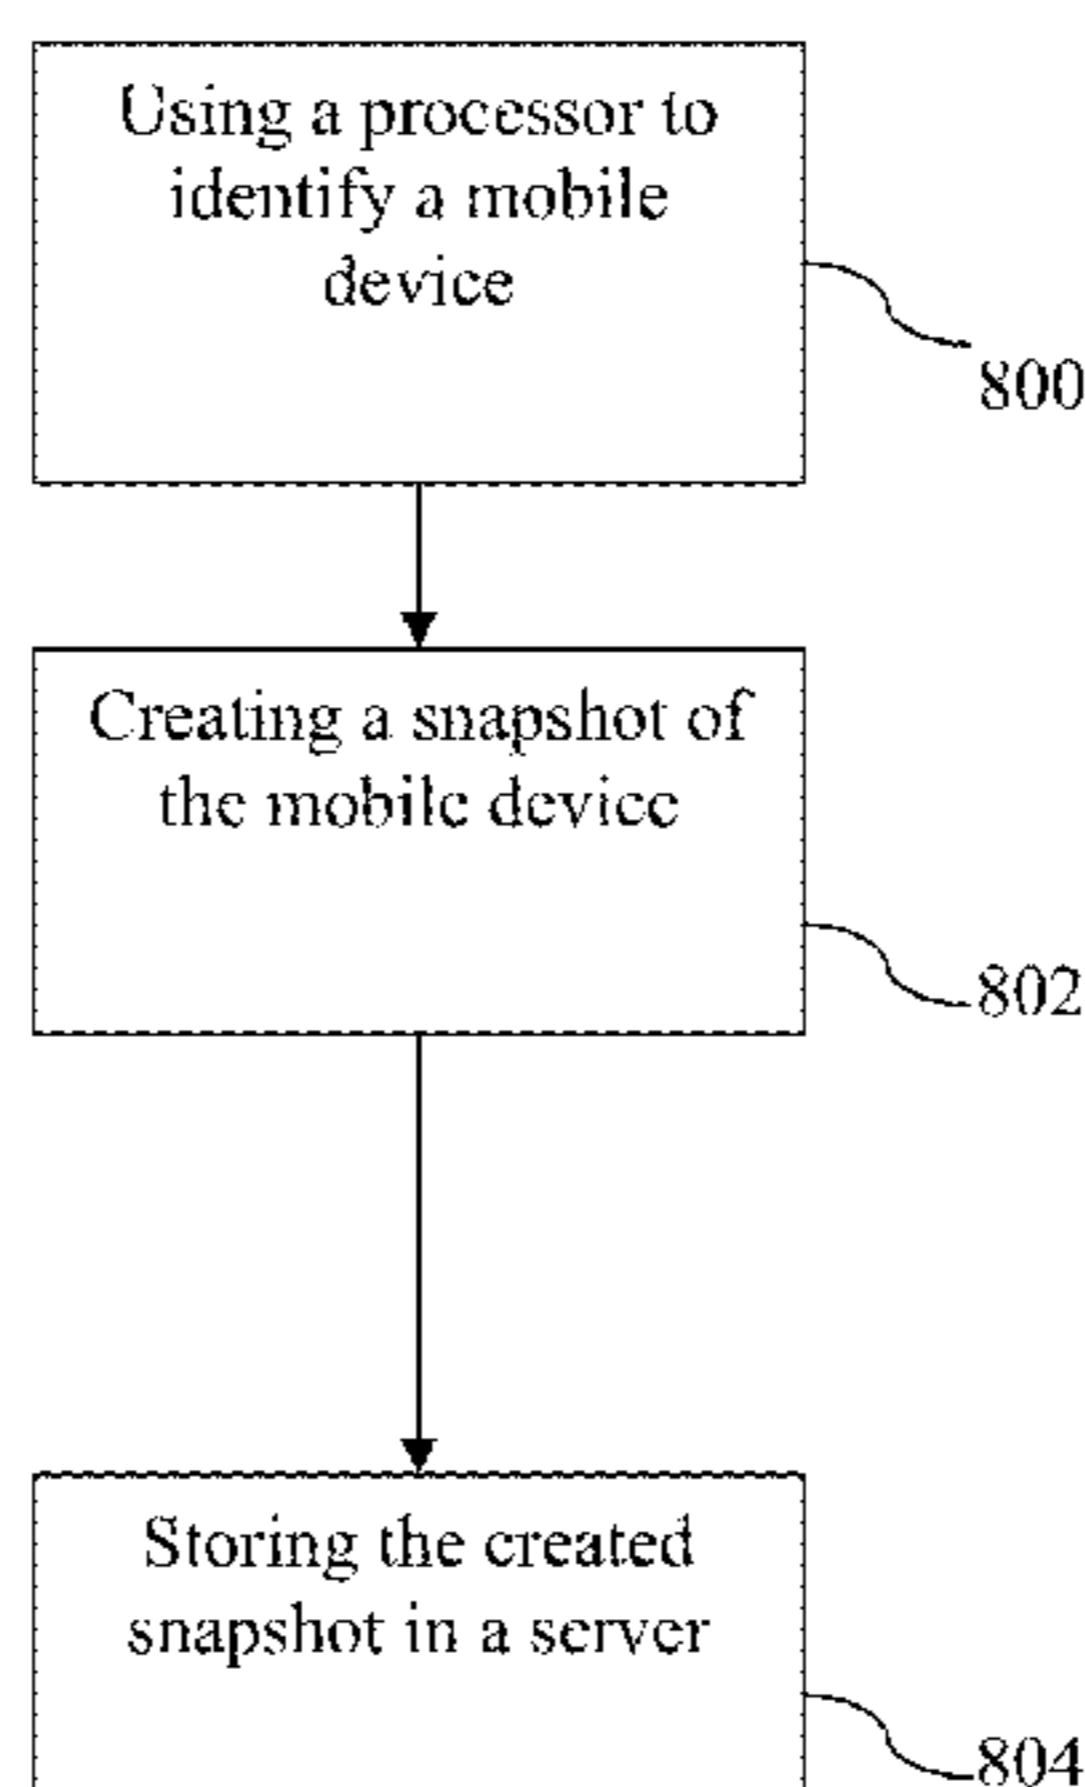 Using a processor to
identify a mobile
device
800
Creating a snapshot of
the mobile device
802
Storing the created
snapshot in a server
804